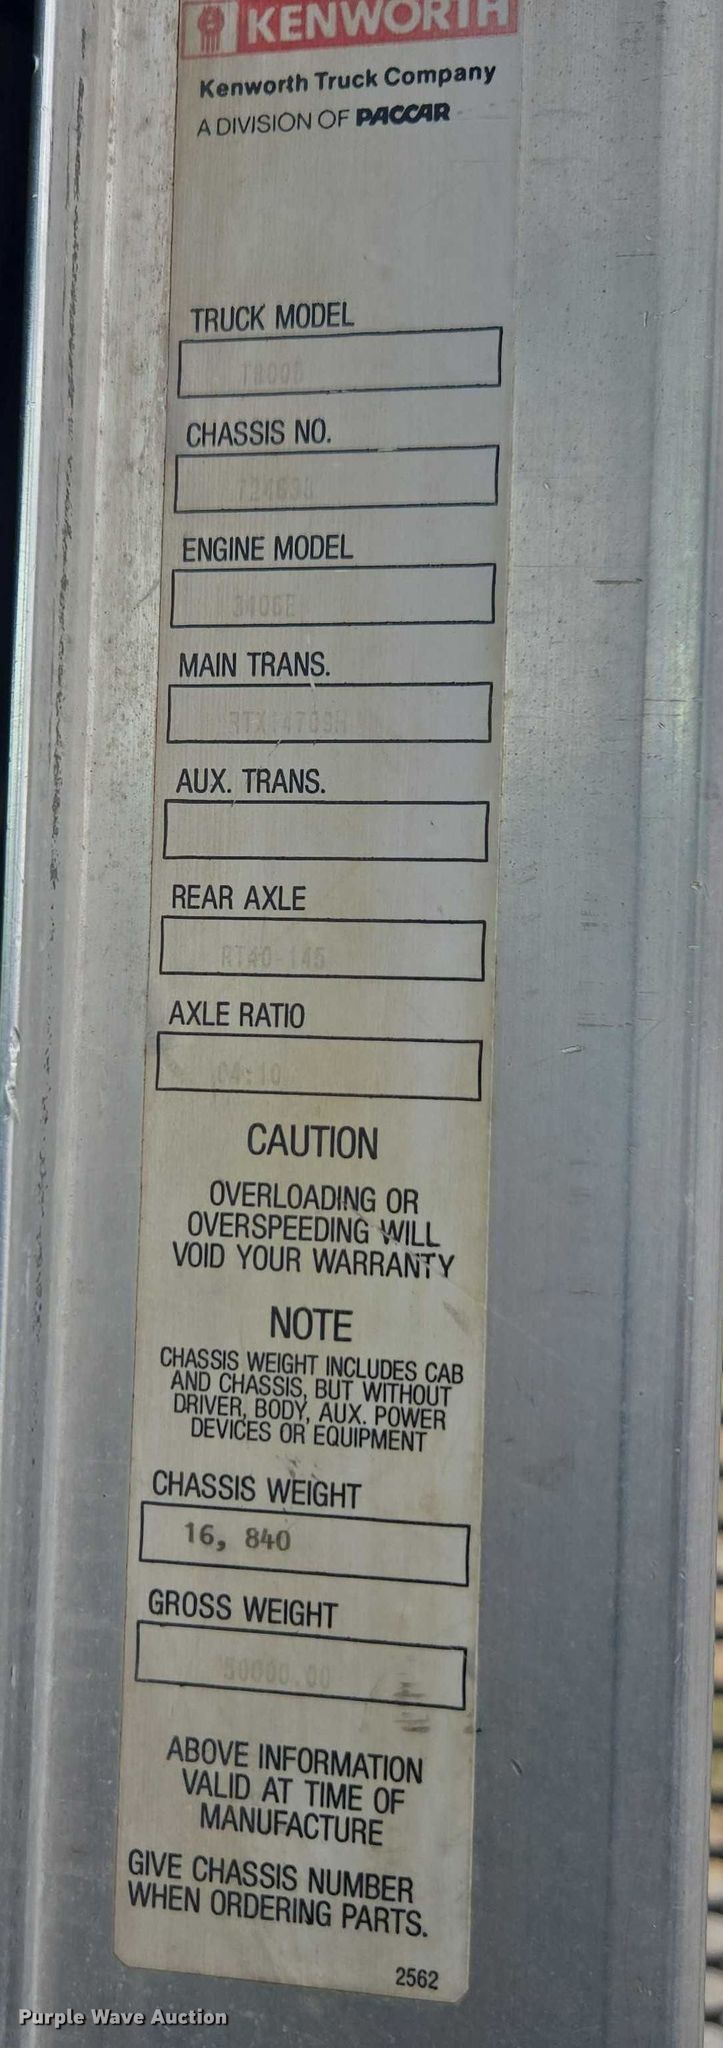 KENWORTH
Kenworth Truck Company
A DIVISION OF PACCAR
TRUCK MODEL
CHASSIS NO.
ENGINE MODEL
3406E
MAIN TRANS.
AUX. TRANS.
REAR AXLE
RT40-145
AXLE RATIO
04:10
CAUTION
OVERLOADING OR
OVERSPEEDING WILL
VOID YOUR WARRANTY
NOTE
CHASSIS WEIGHT INCLUDES CAB
AND CHASSIS, BUT WITHOUT
DRIVER, BODY, AUX. POWER
DEVICES OR EQUIPMENT
CHASSIS WEIGHT
16, 840
GROSS WEIGHT
ABOVE INFORMATION
VALID AT TIME OF
MANUFACTURE
GIVE CHASSIS NUMBER
WHEN ORDERING PARTS.
2562
Purple Wave Auction